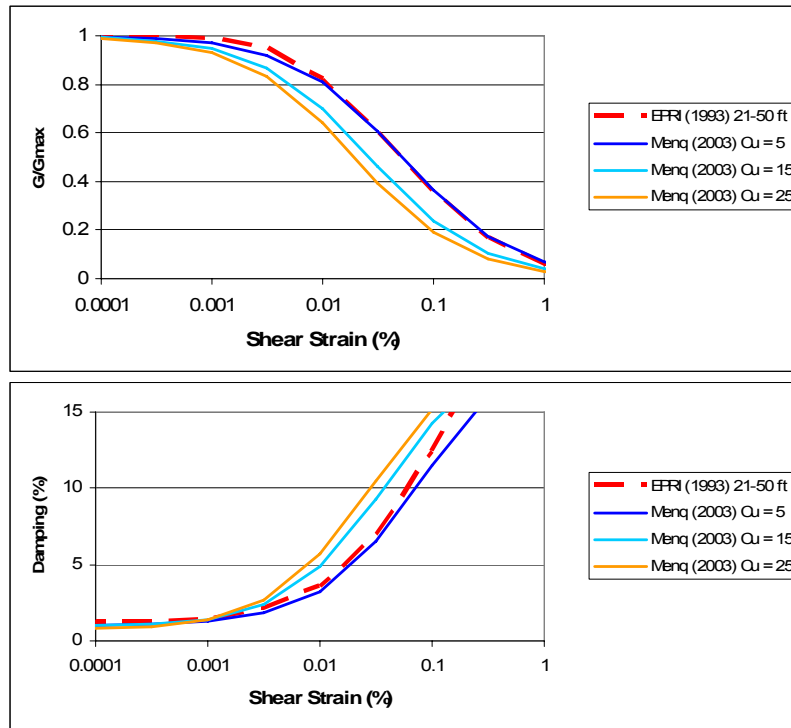 1
0.8
0.6
0.4
0.2
0
G/Gmax
0.0001 0.001 0.01 0.1 1
Shear Strain (%)
EPRI (1993) 21-50 ft
Menq (2003) Cu = 5
Menq (2003) Cu = 15
Menq (2003) Cu = 25
15
10
5
0
Damping (%)
0.0001 0.001 0.01 0.1 1
Shear Strain (%)
EPRI (1993) 21-50 ft
Menq (2003) Cu = 5
Menq (2003) Cu = 15
Menq (2003) Cu = 25